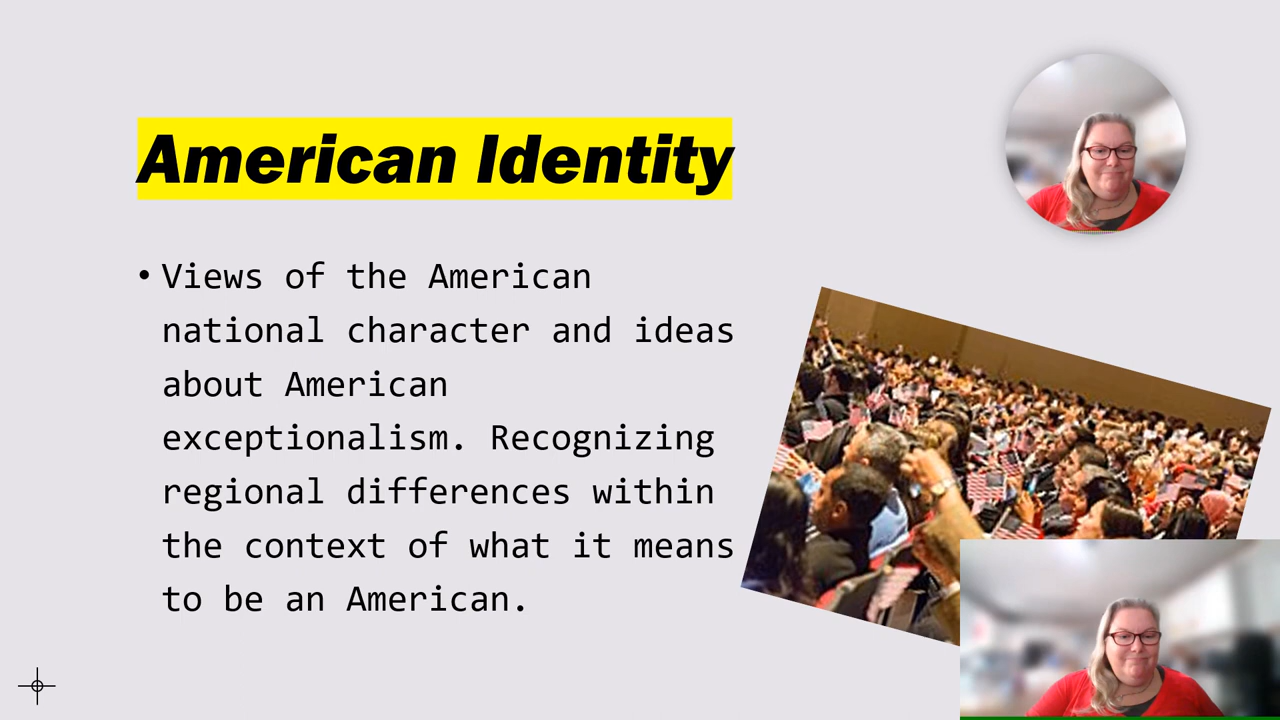 American Identity
• Views of the American
national character and ideas
about American
exceptionalism. Recognizing
regional differences within
the context of what it means
to be an American.